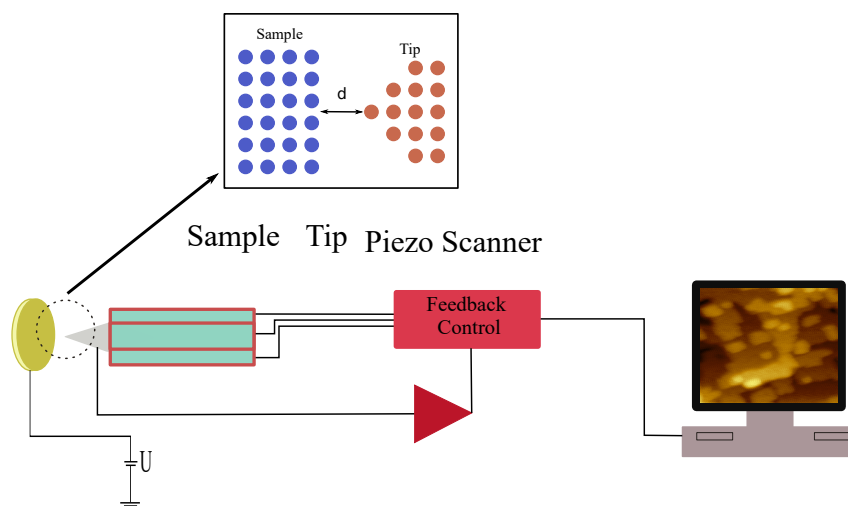 Sample
Tip
d
Sample Tip Piezo Scanner
Feedback
Control
U